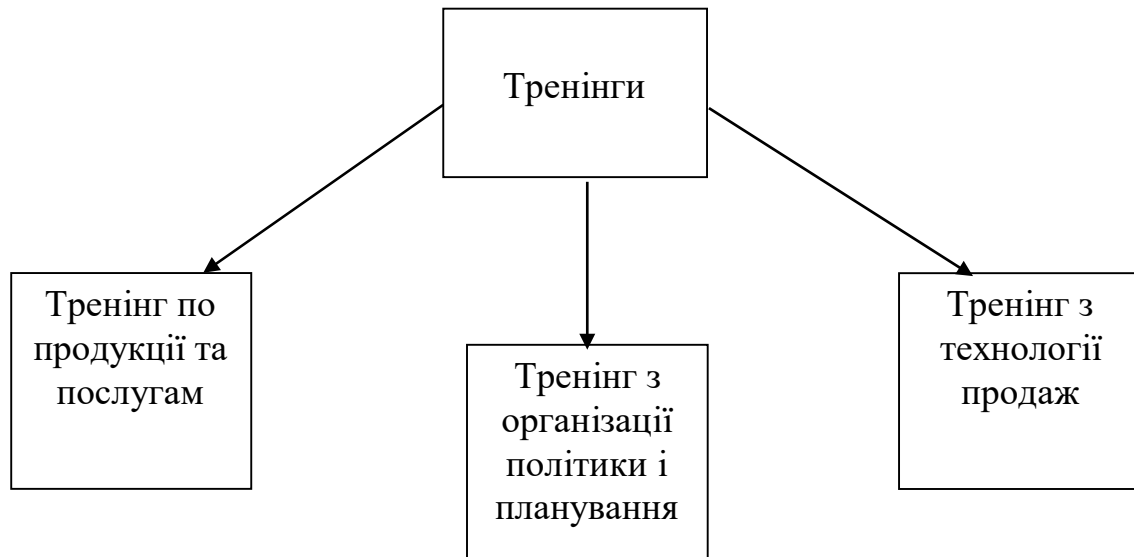 Тренінги
Тренінг по
продукції та
послугам
Тренінг з
організації
політики і
планування
Тренінг з
технології
продаж